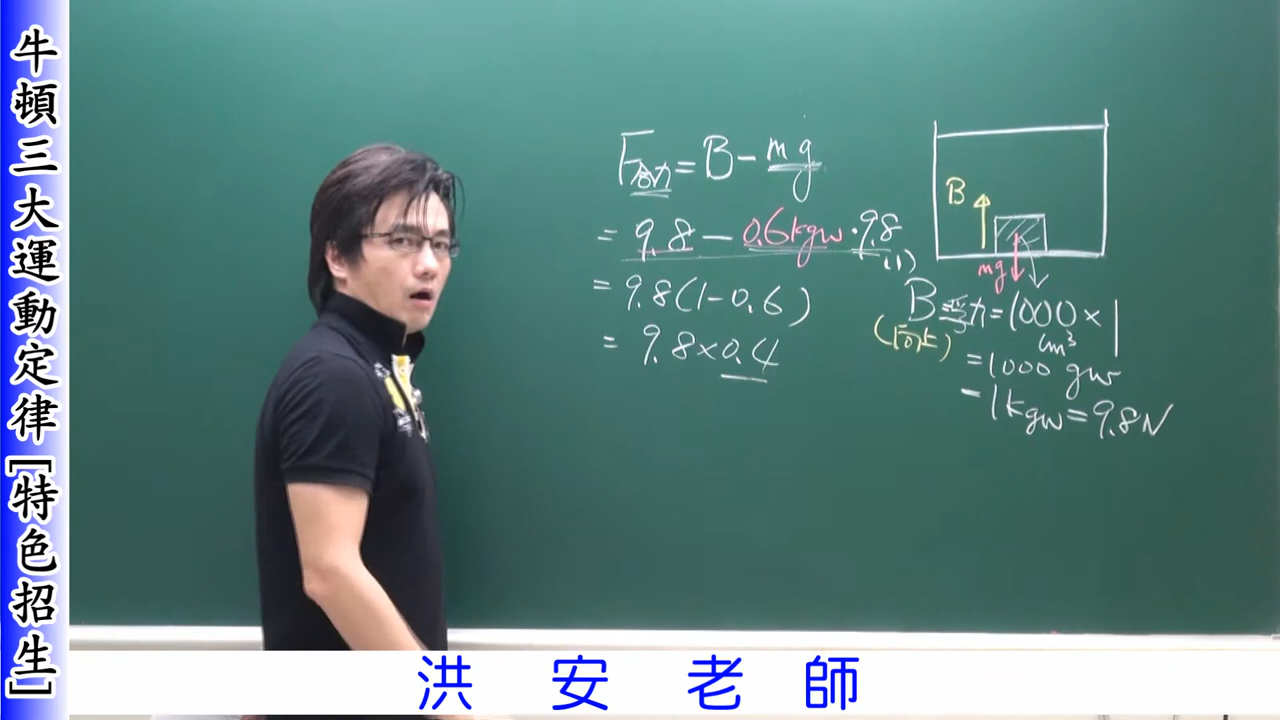 牛頓三大運動定律[特色招生]
F合力=B-mg
=9.8-0.6kgw·9.8
=9.8(1-0.6)
=9.8×0.4
B
mg
(1)
B浮力=1000×1
(向上)
cm³
=1000gw
=1kgw=9.8N
洪安老師